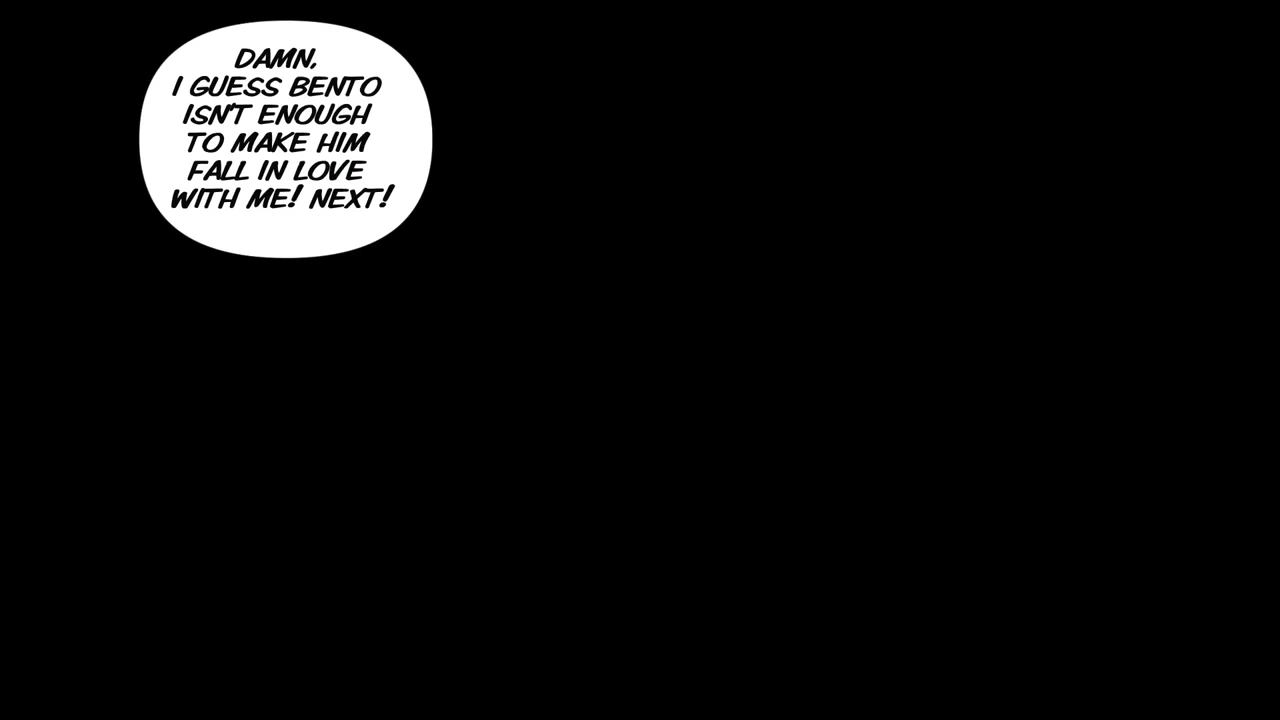 DAMN,
I GUESS BENTO
ISN'T ENOUGH
TO MAKE HIM
FALL IN LOVE
WITH ME! NEXT!